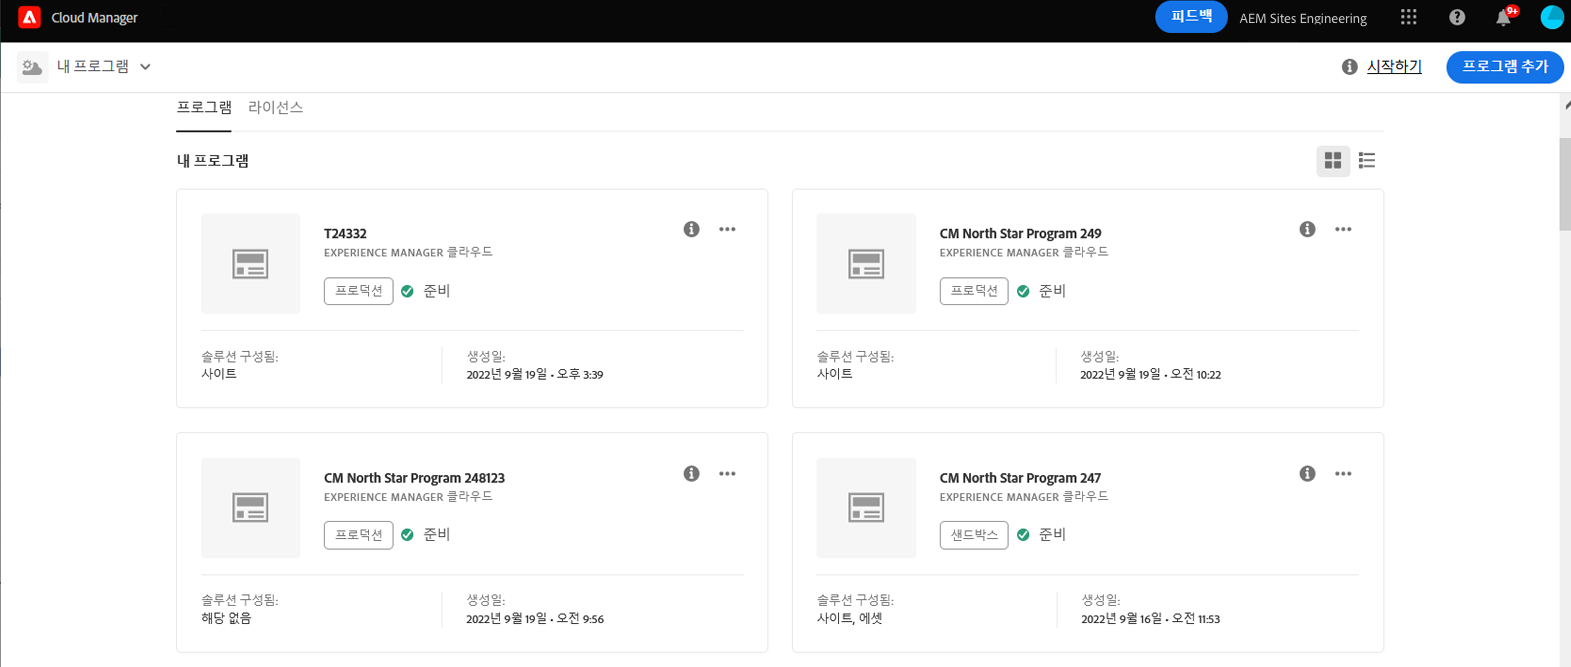 Cloud Manager
피드백
AEM Sites Engineering
9+
내 프로그램
시작하기
프로그램 추가
프로그램
라이선스
내 프로그램
T24332
EXPERIENCE MANAGER 클라우드
프로덕션
준비
솔루션 구성됨:
사이트
생성일:
2022년 9월 19일 • 오후 3:39
CM North Star Program 249
EXPERIENCE MANAGER 클라우드
프로덕션
준비
솔루션 구성됨:
사이트
생성일:
2022년 9월 19일 • 오전 10:22
CM North Star Program 248123
EXPERIENCE MANAGER 클라우드
프로덕션
준비
솔루션 구성됨:
해당 없음
생성일:
2022년 9월 19일 • 오전 9:56
CM North Star Program 247
EXPERIENCE MANAGER 클라우드
샌드박스
준비
솔루션 구성됨:
사이트, 에셋
생성일:
2022년 9월 16일 • 오전 11:53